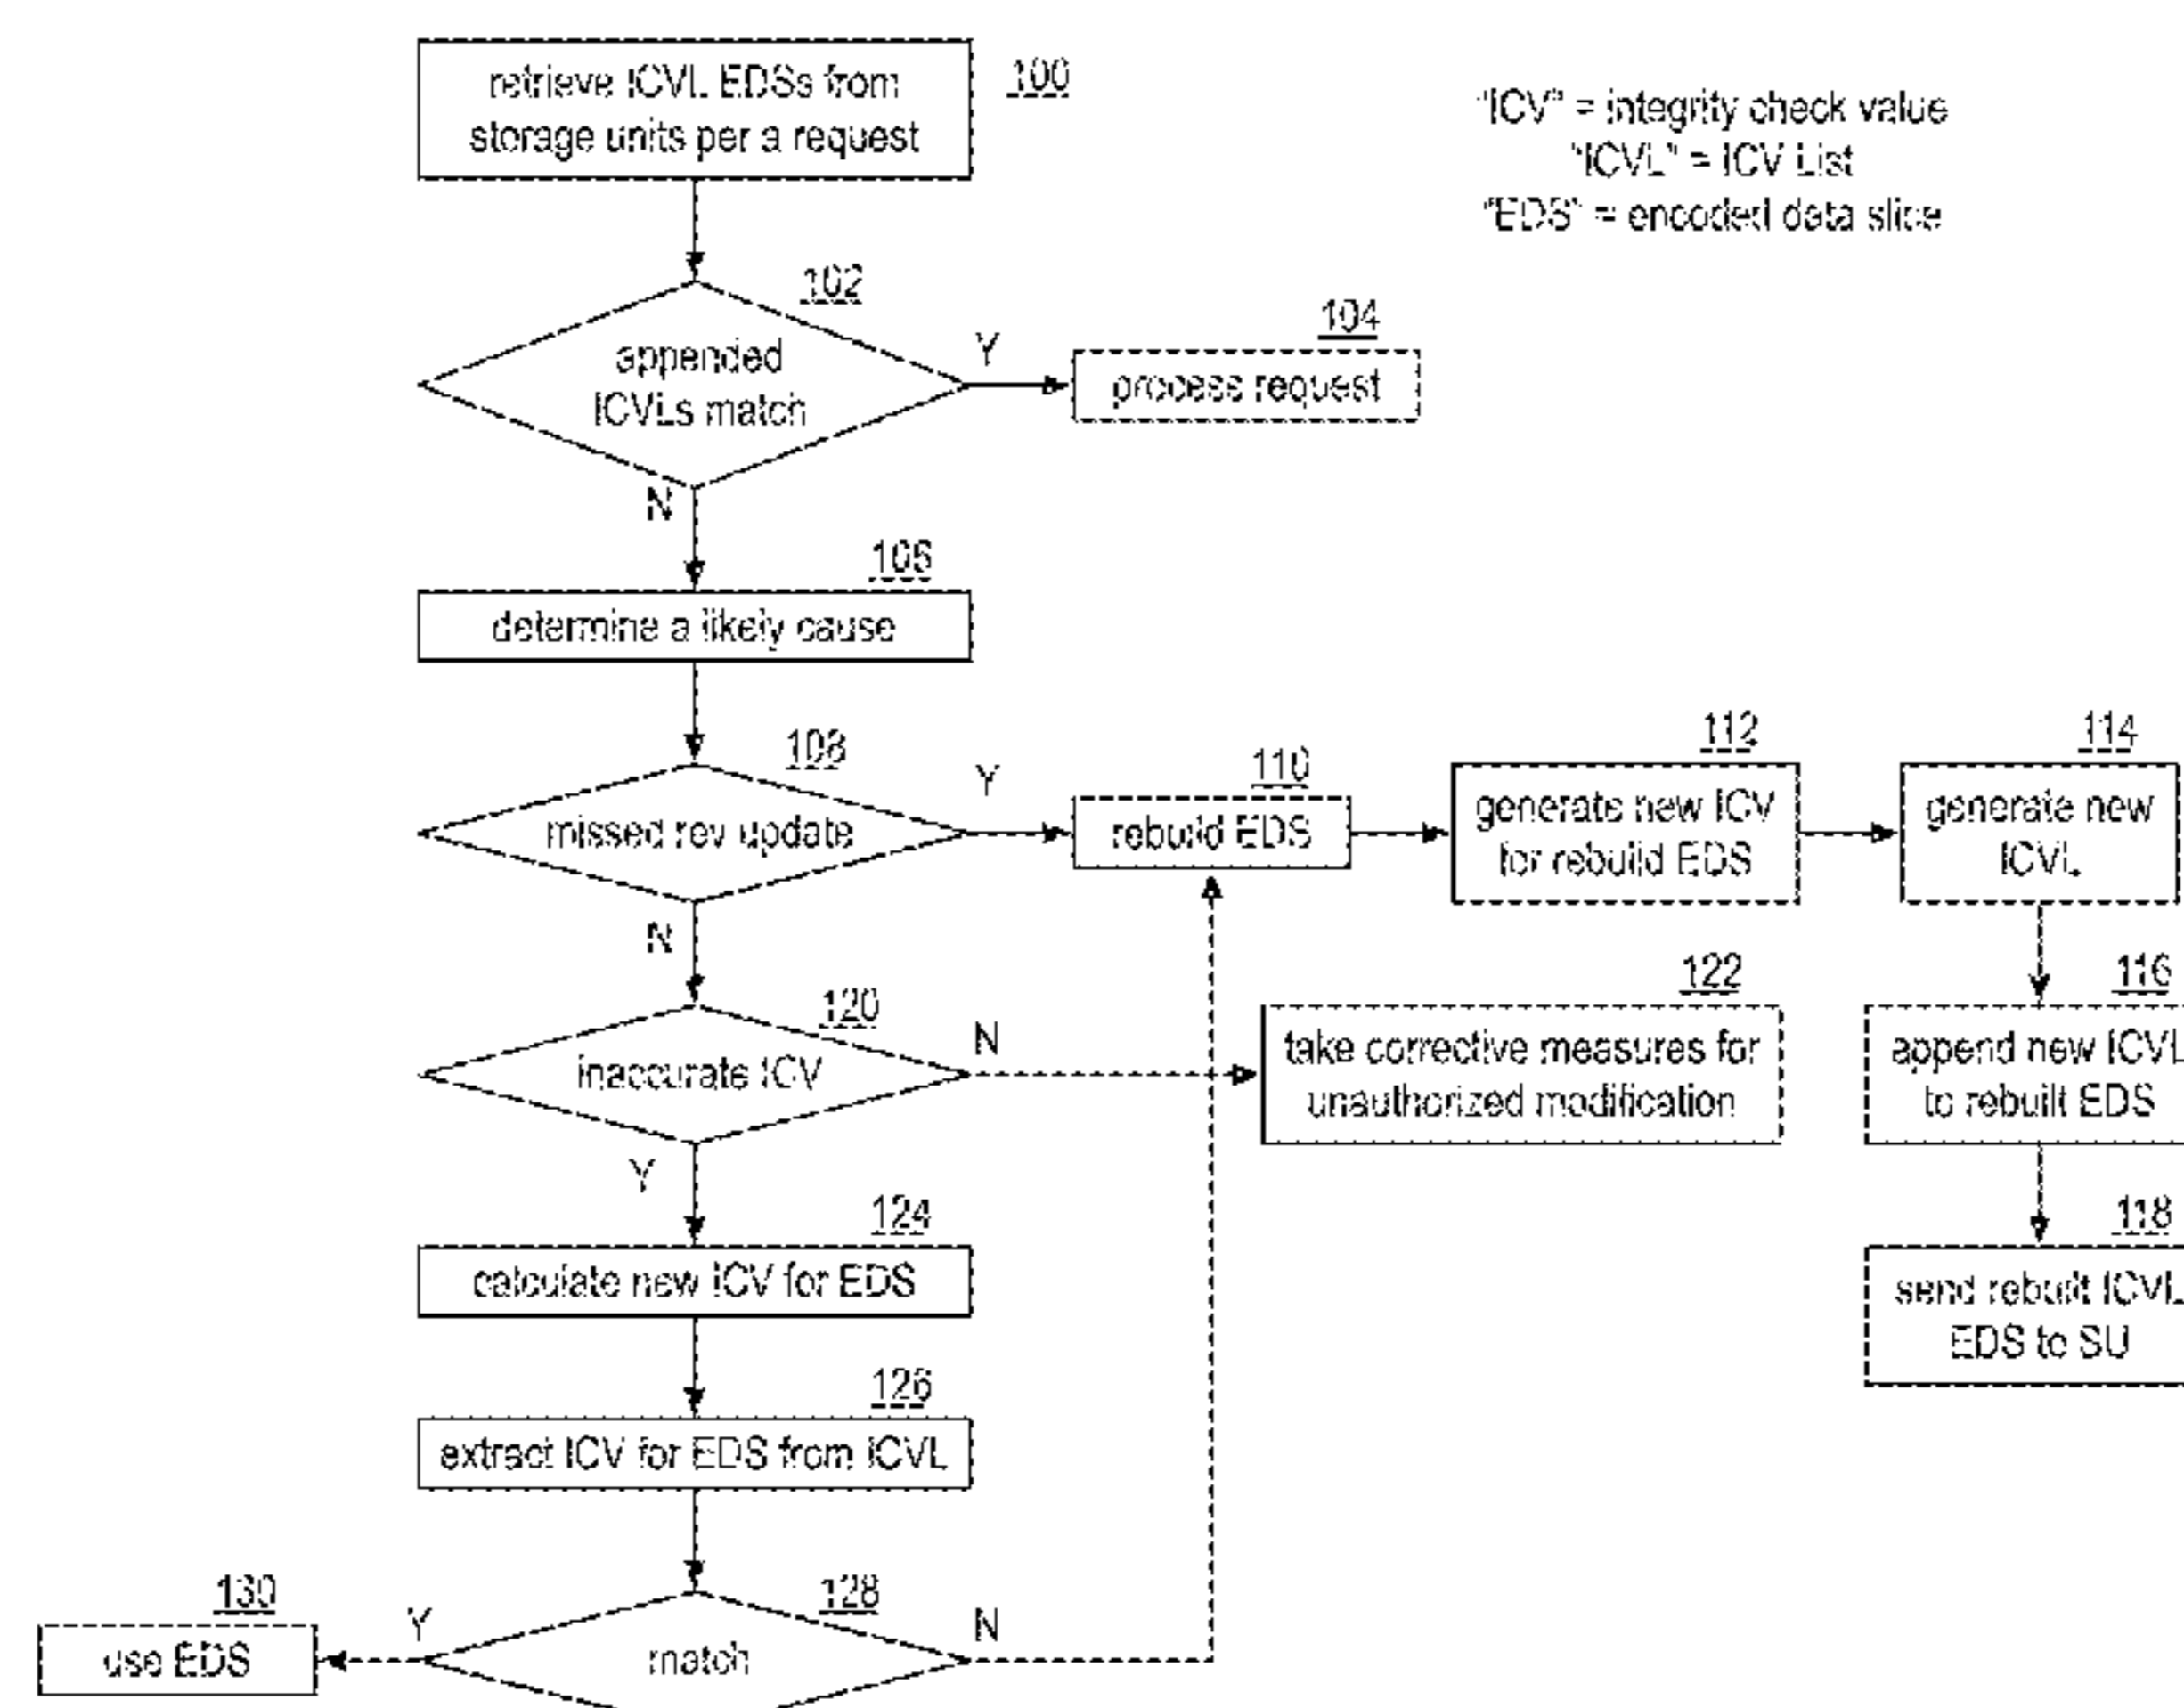 retrieve ICVL EDSs from
storage units per a request
100
"ICV" = integrity check value
"ICVL" = ICV List
"EDS" = encoded data slice
102
appended
ICVLs match
Y
104
process request
N
106
determine a likely cause
108
missed rev update
Y
110
rebuild EDS
112
generate new ICV
for rebuild EDS
114
generate new
ICVL
N
120
inaccurate ICV
N
122
take corrective measures for
unauthorized modification
116
append new ICVL
to rebuilt EDS
Y
124
calculate new ICV for EDS
118
send rebuilt ICVL
EDS to SU
126
extract ICV for EDS from ICVL
128
match
Y
130
use EDS
N